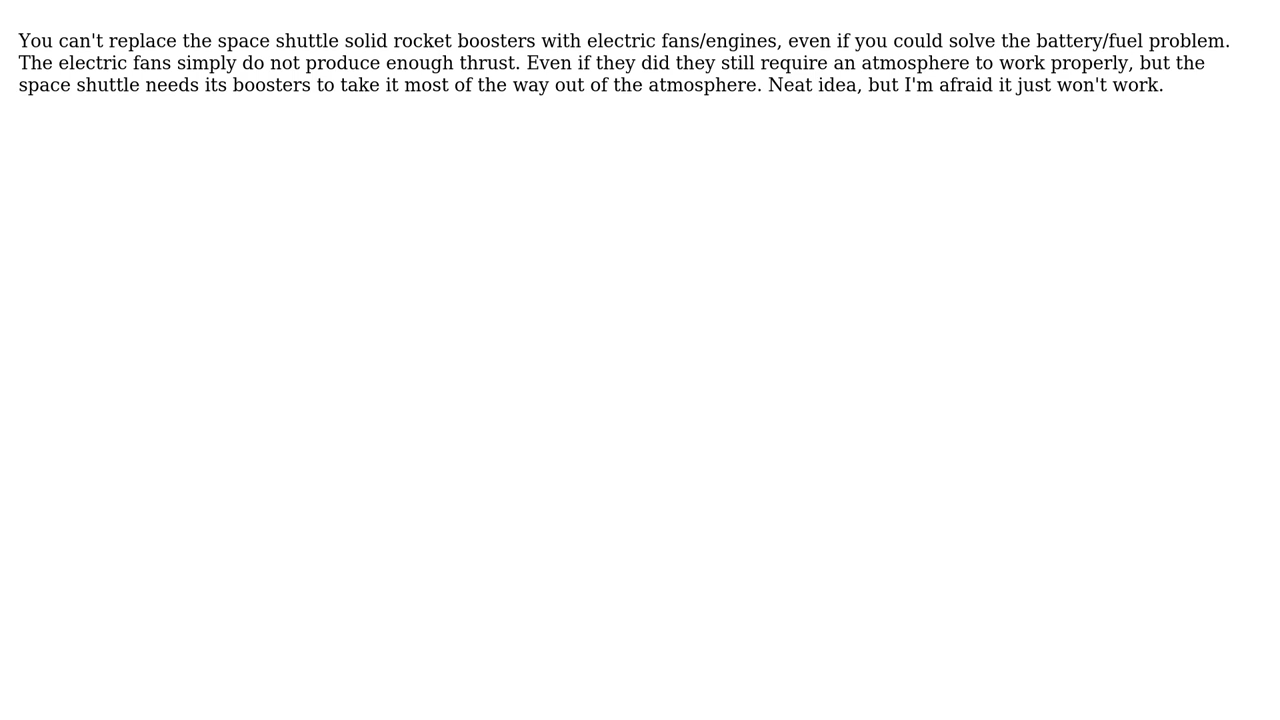 You can't replace the space shuttle solid rocket boosters with electric fans/engines, even if you could solve the battery/fuel problem.
The electric fans simply do not produce enough thrust. Even if they did they still require an atmosphere to work properly, but the
space shuttle needs its boosters to take it most of the way out of the atmosphere. Neat idea, but I'm afraid it just won't work.